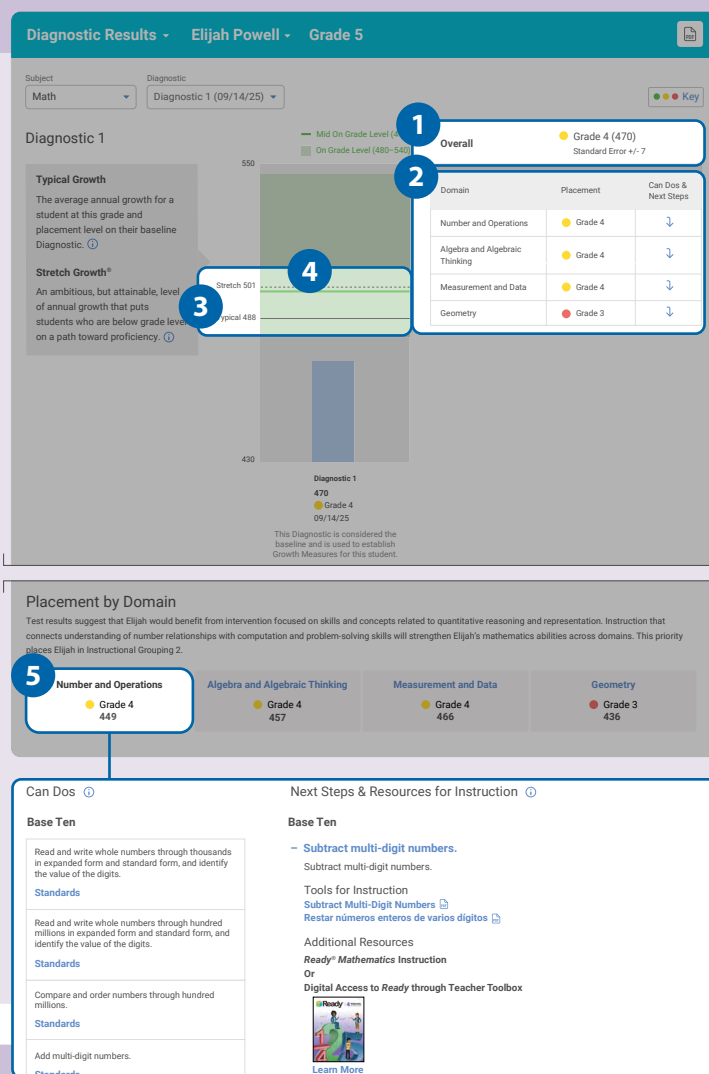 Diagnostic Results
Elijah Powell
Grade 5
PDF
Subject
Diagnostic
Math
Diagnostic 1 (09/14/25)
Key
Diagnostic 1
Mid On Grade Level (4
On Grade Level (480–540)
1
Overall
Grade 4 (470)
Standard Error +/- 7
2
Domain
Placement
Can Dos &
Next Steps
Number and Operations
Grade 4
Algebra and Algebraic
Thinking
Grade 4
Measurement and Data
Grade 4
Geometry
Grade 3
Typical Growth
The average annual growth for a
student at this grade and
placement level on their baseline
Diagnostic.
Stretch Growth®
An ambitious, but attainable, level
of annual growth that puts
students who are below grade level
on a path toward proficiency.
550
4
Stretch 501
3
ypical 488
430
Diagnostic 1
470
Grade 4
09/14/25
This Diagnostic is considered the
baseline and is used to establish
Growth Measures for this student.
Placement by Domain
Test results suggest that Elijah would benefit from intervention focused on skills and concepts related to quantitative reasoning and representation. Instruction that
connects understanding of number relationships with computation and problem-solving skills will strengthen Elijah's mathematics abilities across domains. This priority
places Elijah in Instructional Grouping 2.
5
Number and Operations
Grade 4
449
Algebra and Algebraic Thinking
Grade 4
457
Measurement and Data
Grade 4
466
Geometry
Grade 3
436
Can Dos
Base Ten
Read and write whole numbers through thousands
in expanded form and standard form, and identify
the value of the digits.
Standards
Read and write whole numbers through hundred
millions in expanded form and standard form, and
identify the value of the digits.
Standards
Compare and order numbers through hundred
millions.
Standards
Add multi-digit numbers.
Standards
Next Steps & Resources for Instruction
Base Ten
– Subtract multi-digit numbers.
Subtract multi-digit numbers.
Tools for Instruction
Subtract Multi-Digit Numbers
Restar números enteros de varios dígitos
Additional Resources
Ready® Mathematics Instruction
Or
Digital Access to Ready through Teacher Toolbox
Ready
Learn More